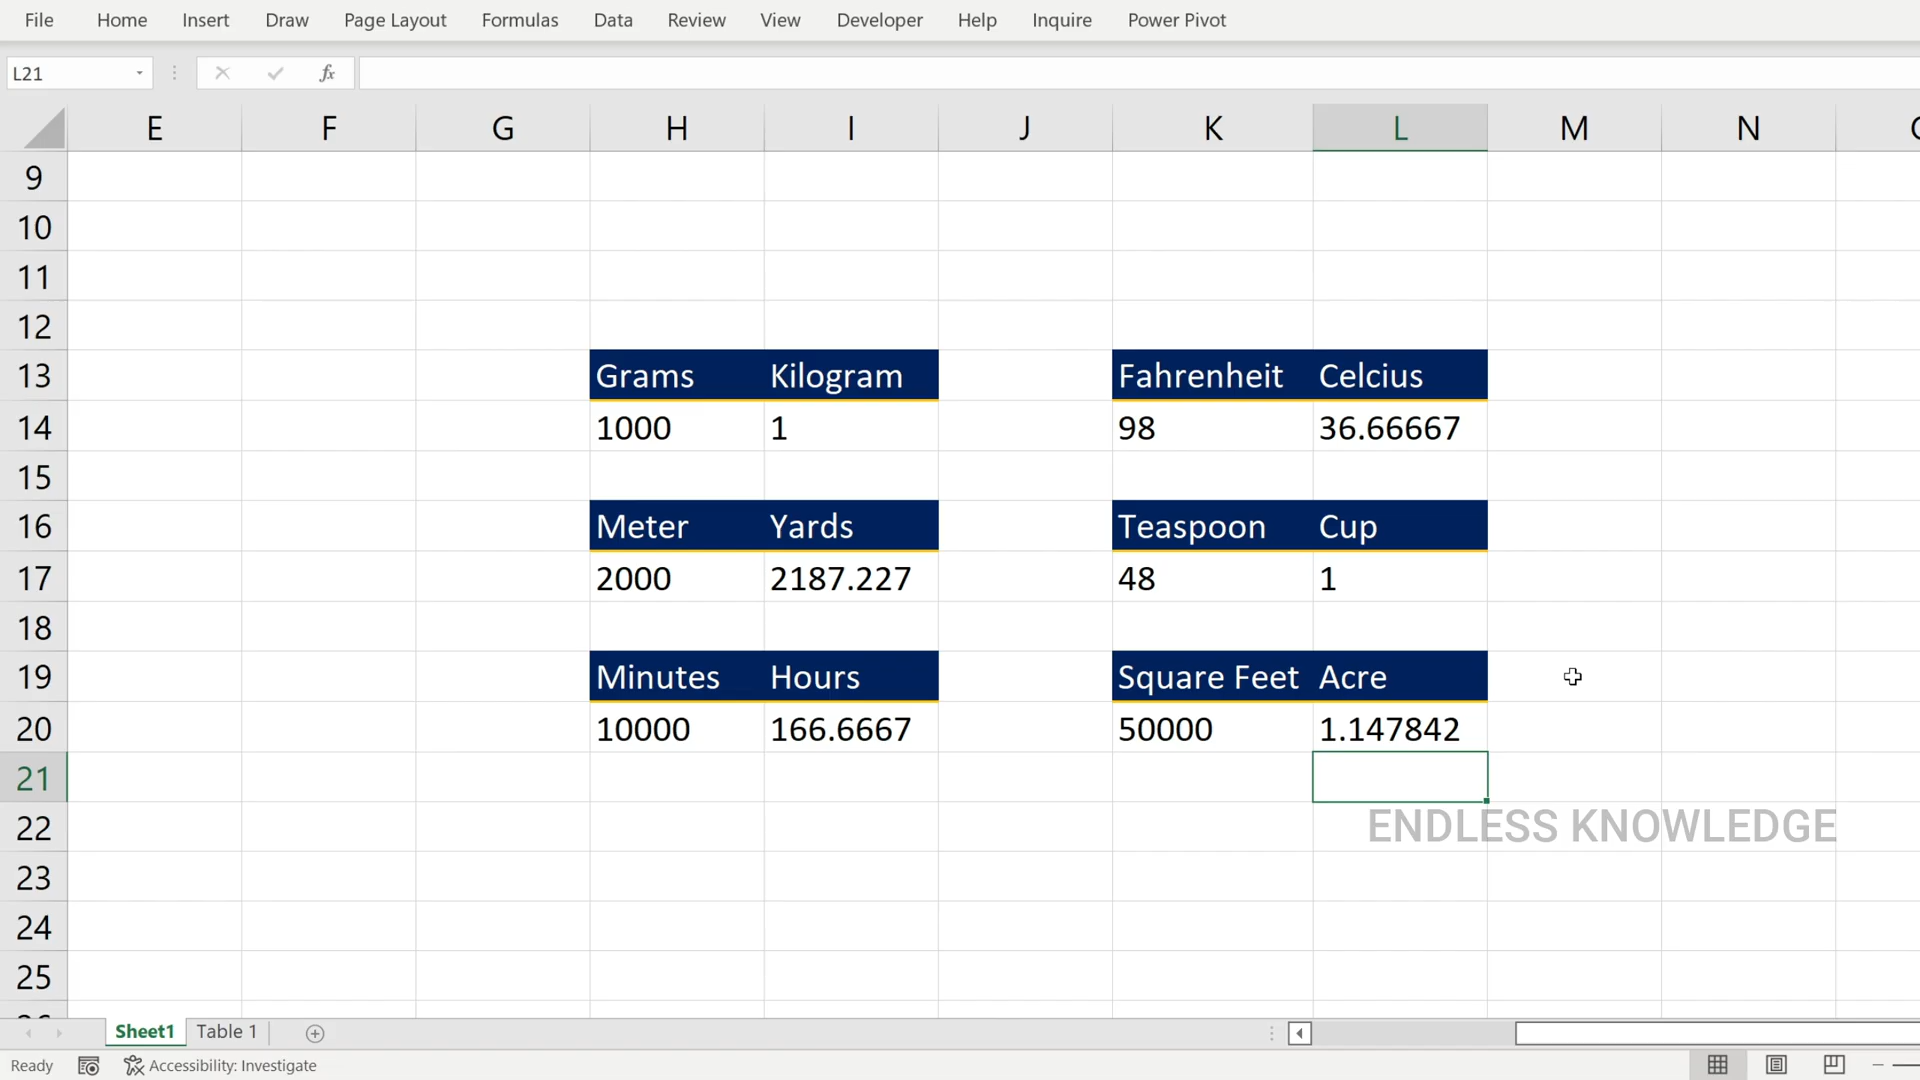 File Home Insert Draw Page Layout Formulas Data Review View Developer Help Inquire Power Pivot
L21 fx
E F G H I J K L M N
9
10
11
12
13 Grams Kilogram Fahrenheit Celcius
14 1000 1 98 36.66667
15
16 Meter Yards Teaspoon Cup
17 2000 2187.227 48 1
18
19 Minutes Hours Square Feet Acre
20 10000 166.6667 50000 1.147842
21
22 ENDLESS KNOWLEDGE
23
24
25
Sheet1 Table 1
Ready Accessibility: Investigate